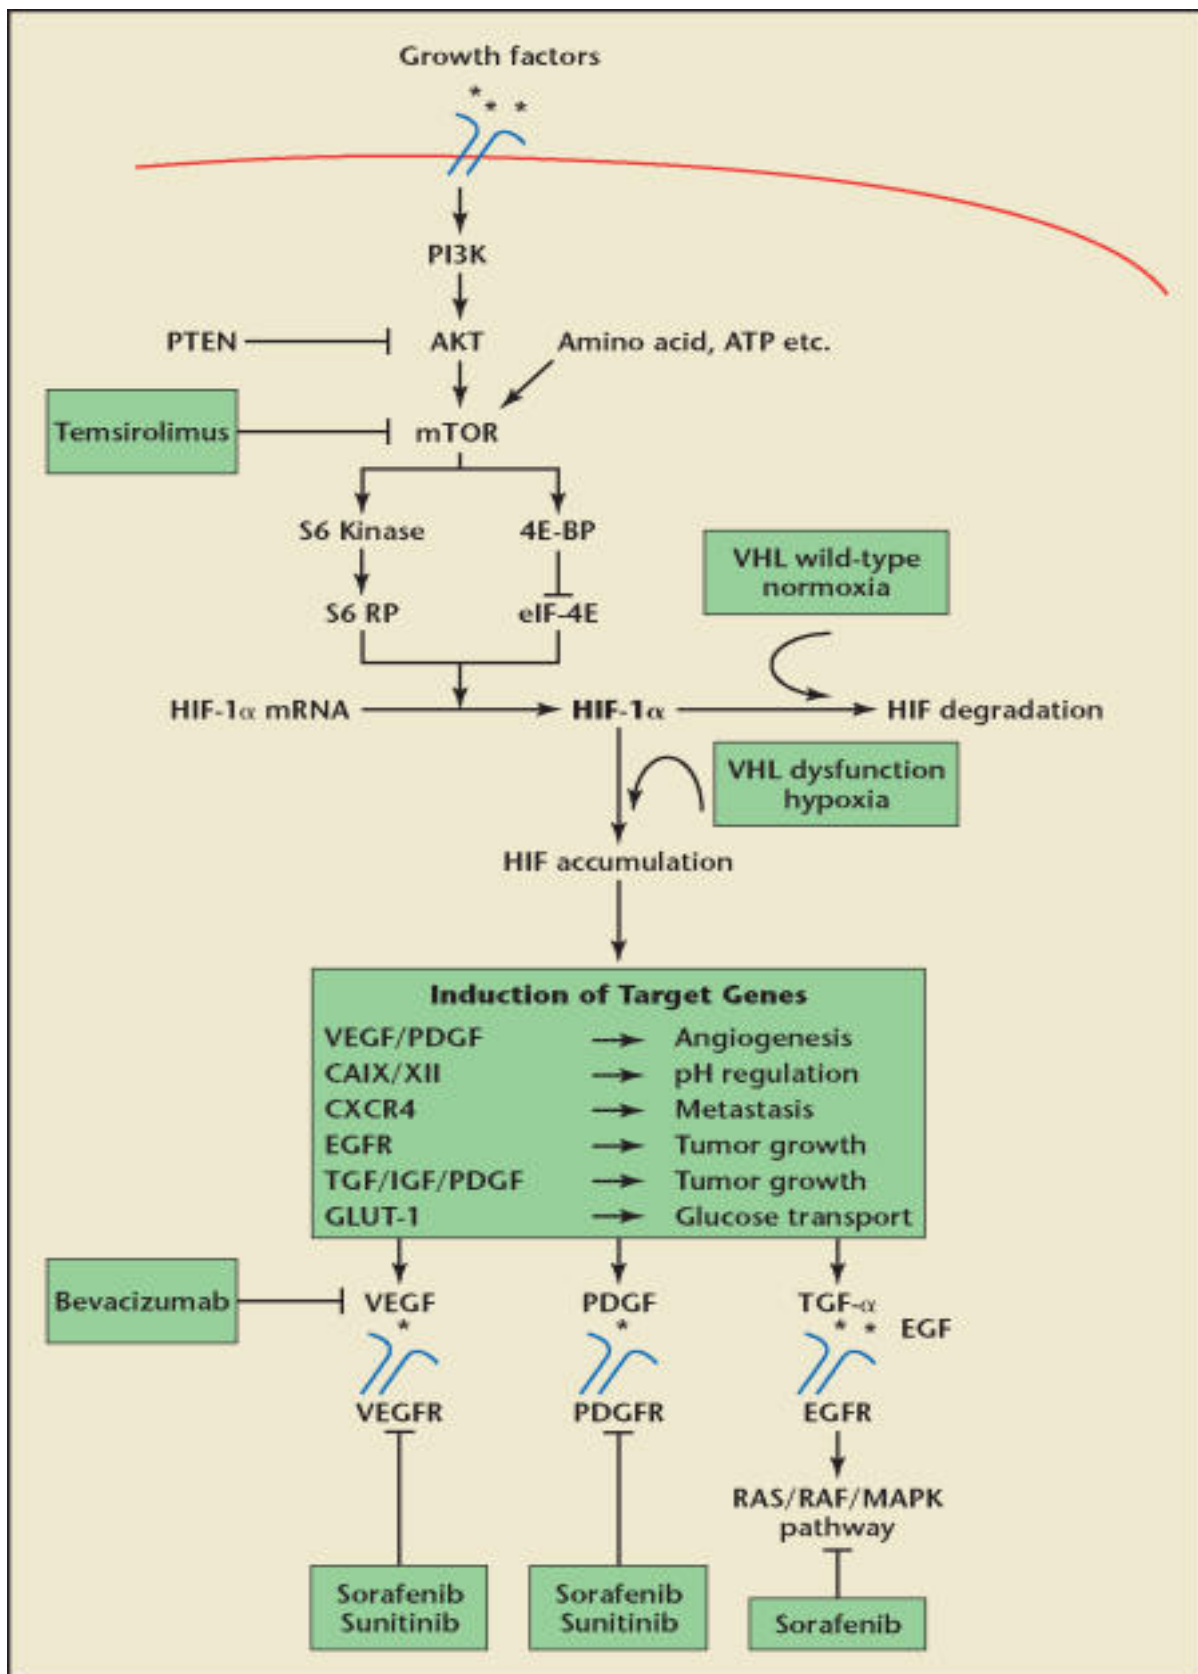 Growth factors
* * *
PI3K
PTEN AKT Amino acid, ATP etc.
Temsirolimus mTOR
S6 Kinase 4E-BP
VHL wild-type
normoxia
S6 RP eIF-4E
HIF-1α mRNA HIF-1α HIF degradation
VHL dysfunction
hypoxia
HIF accumulation
Induction of Target Genes
VEGF/PDGF Angiogenesis
CAIX/XII pH regulation
CXCR4 Metastasis
EGFR Tumor growth
TGF/IGF/PDGF Tumor growth
GLUT-1 Glucose transport
Bevacizumab VEGF PDGF TGF-α
* * * * EGF
VEGFR PDGFR EGFR
RAS/RAF/MAPK
pathway
Sorafenib
Sunitinib
Sorafenib
Sunitinib
Sorafenib